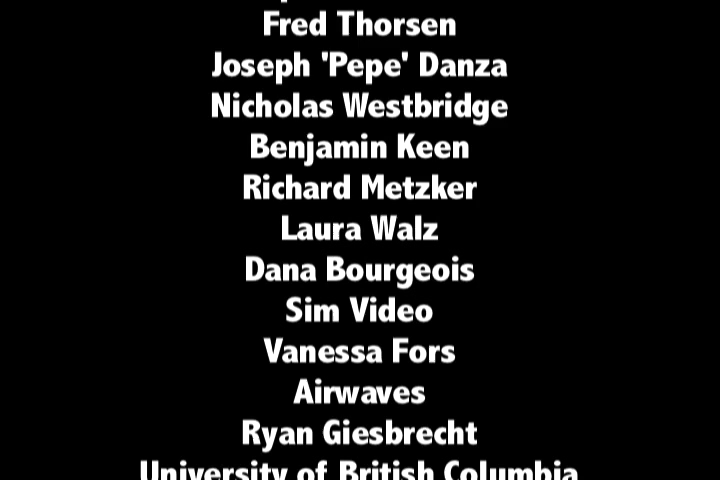 Fred Thorsen
Joseph 'Pepe' Danza
Nicholas Westbridge
Benjamin Keen
Richard Metzker
Laura Walz
Dana Bourgeois
Sim Video
Vanessa Fors
Airwaves
Ryan Giesbrecht
University of British Columbia